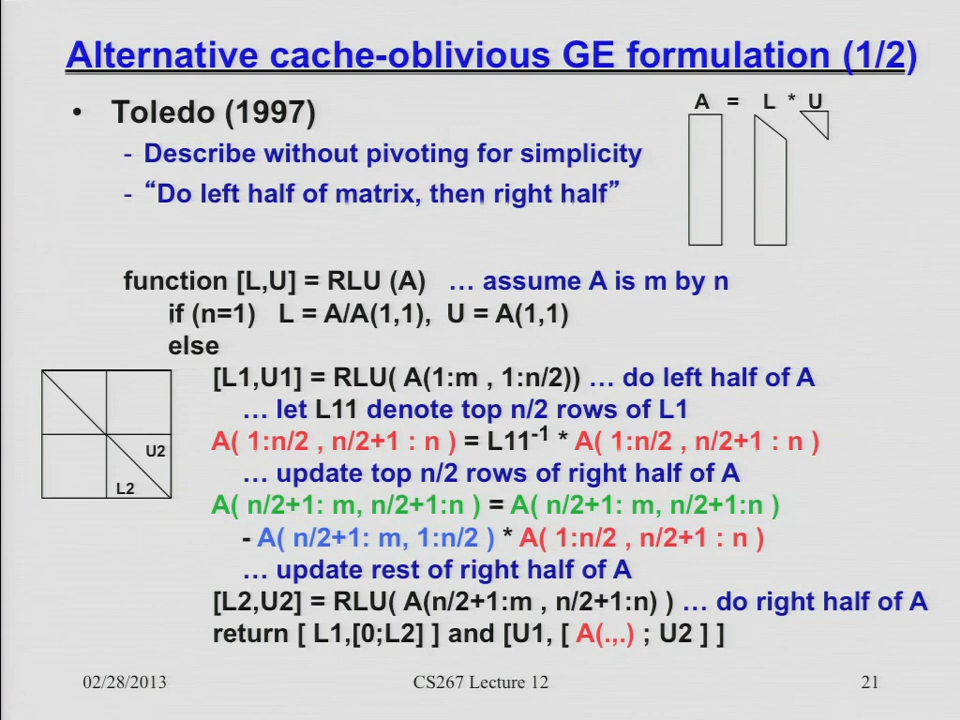 Alternative cache-oblivious GE formulation (1/2)
• Toledo (1997)
A = L * U
- Describe without pivoting for simplicity
- “Do left half of matrix, then right half”
function [L,U] = RLU (A) … assume A is m by n
if (n=1) L = A/A(1,1), U = A(1,1)
else
[L1,U1] = RLU( A(1:m , 1:n/2)) … do left half of A
… let L11 denote top n/2 rows of L1
A( 1:n/2 , n/2+1 : n ) = L11⁻¹ * A( 1:n/2 , n/2+1 : n )
U2
… update top n/2 rows of right half of A
L2
A( n/2+1: m, n/2+1:n ) = A( n/2+1: m, n/2+1:n )
- A( n/2+1: m, 1:n/2 ) * A( 1:n/2 , n/2+1 : n )
… update rest of right half of A
[L2,U2] = RLU( A(n/2+1:m , n/2+1:n) ) … do right half of A
return [ L1,[0;L2] ] and [U1, [ A(.,.) ; U2 ] ]
02/28/2013
CS267 Lecture 12
21